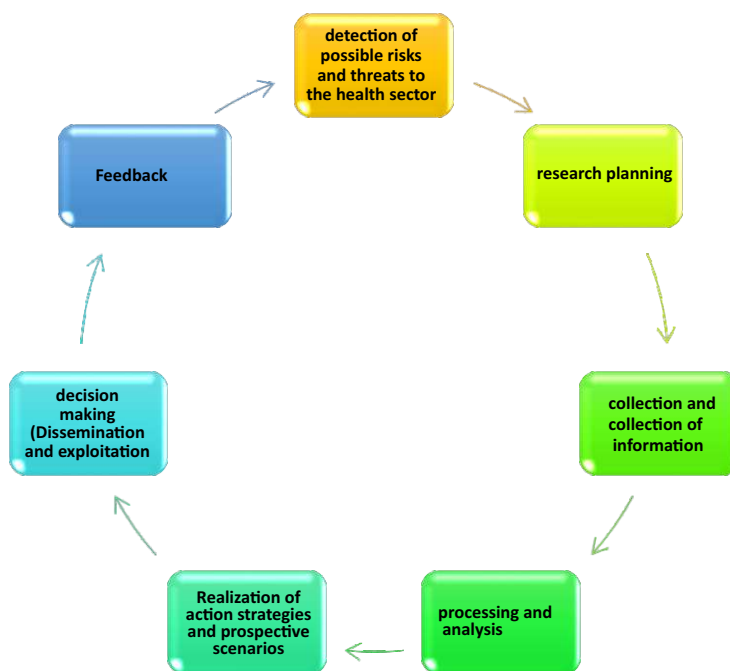 detection of
possible risks
and threats to
the health sector
research planning
collection and
collection of
information
processing and
analysis
Realization of
action strategies
and prospective
scenarios
decision
making
(Dissemination
and exploitation
Feedback